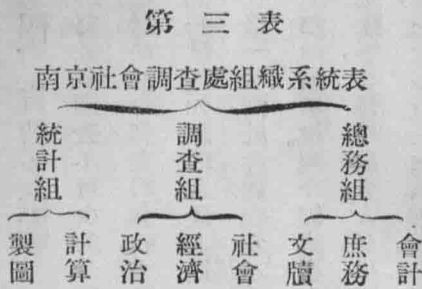 第三表
南京社會調查處組織系統表
總務組
調查組
統計組
會計
庶務
文牘
社會
經濟
政治
計算
製圖